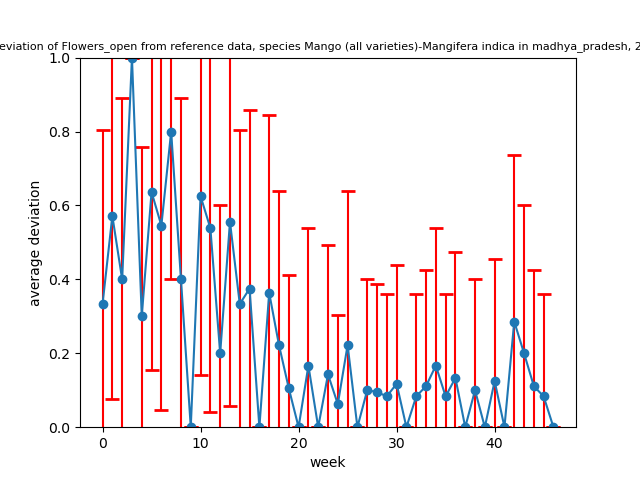 eviation of Flowers_open from reference data, species Mango (all varieties)-Mangifera indica in madhya_pradesh, 2
1.0
0.8
0.6
0.4
0.2
0.0
average deviation
0 10 20 30 40
week